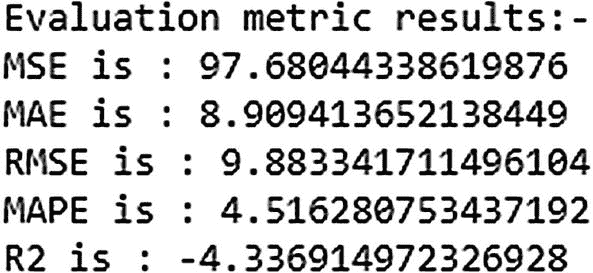 Evaluation metric results:-
MSE is : 97.68044338619876
MAE is : 8.909413652138449
RMSE is : 9.883341711496104
MAPE is : 4.516280753437192
R2 is : -4.336914972326928